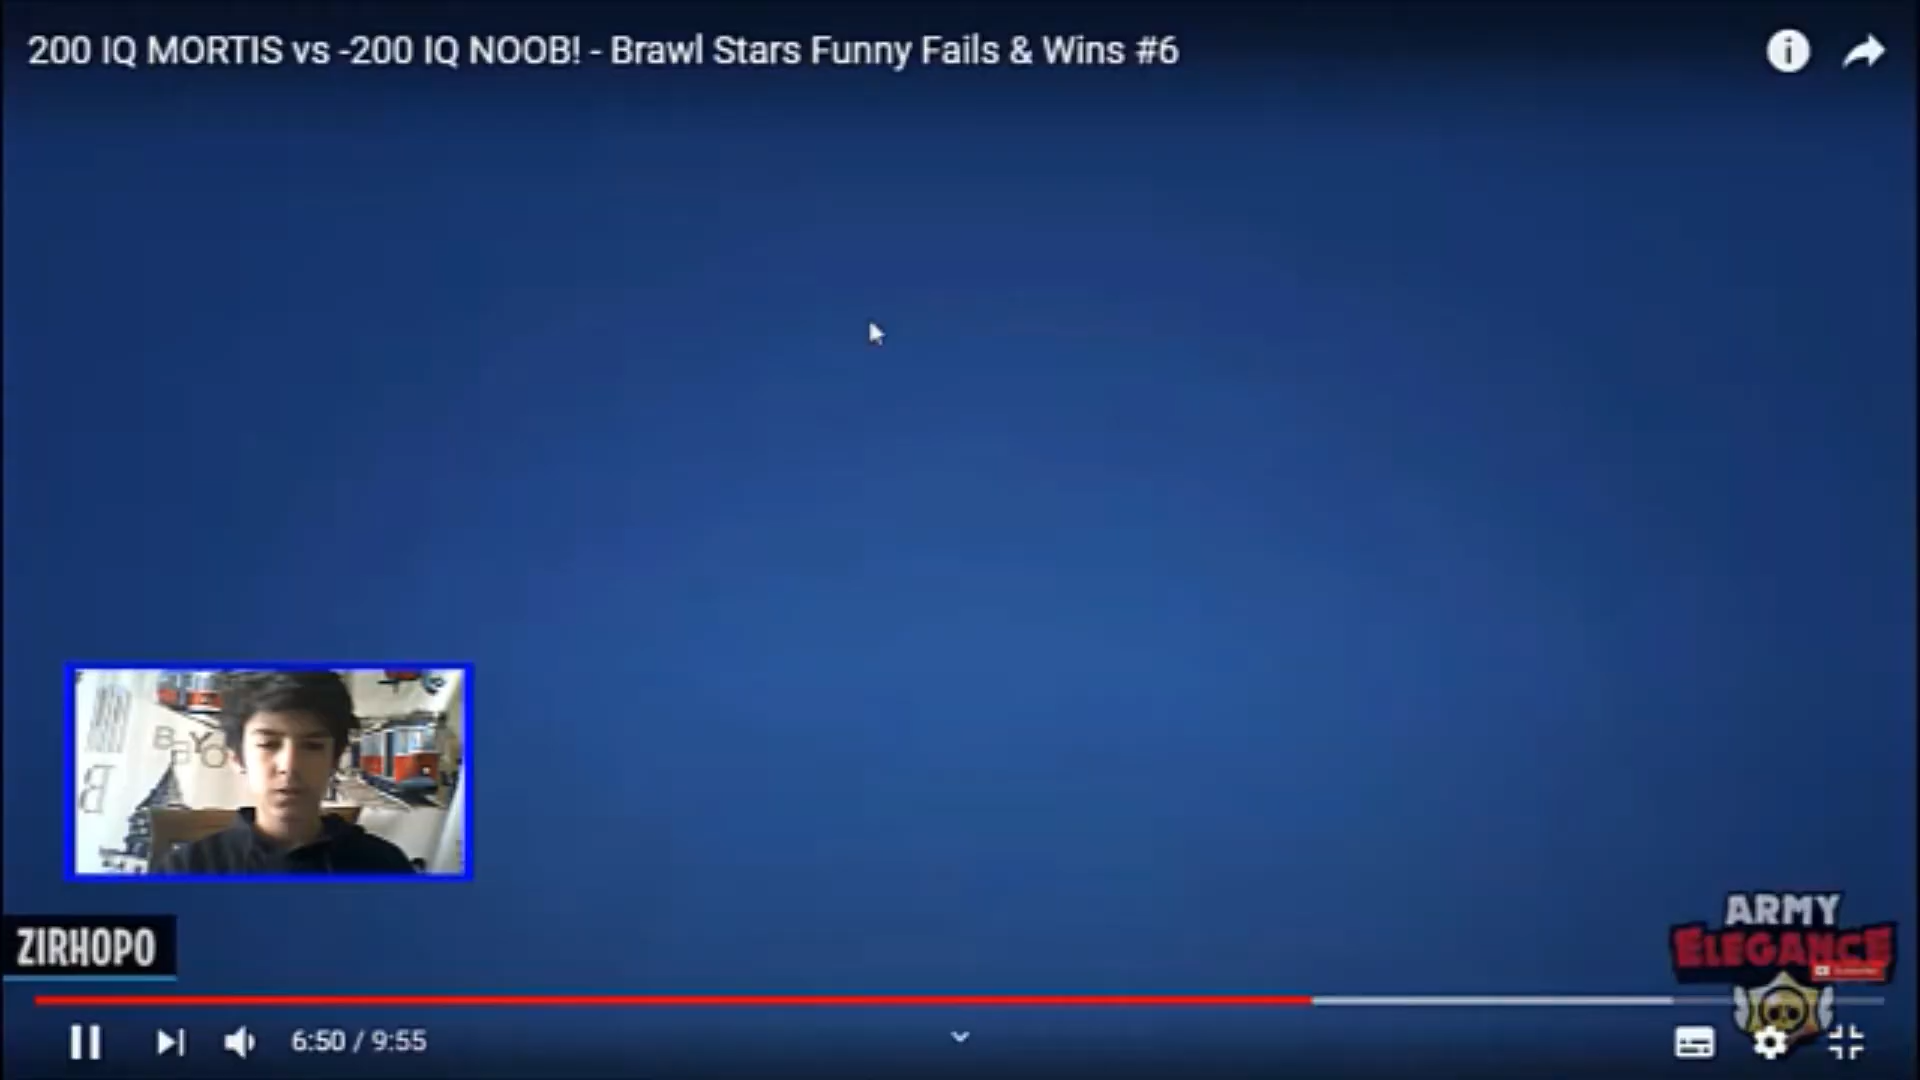 200 IQ MORTIS vs -200 IQ NOOB! - Brawl Stars Funny Fails & Wins #6
B
BBYO
B
ZIRHOPO
ARMY
ELEGANCE
6:50 / 9:55